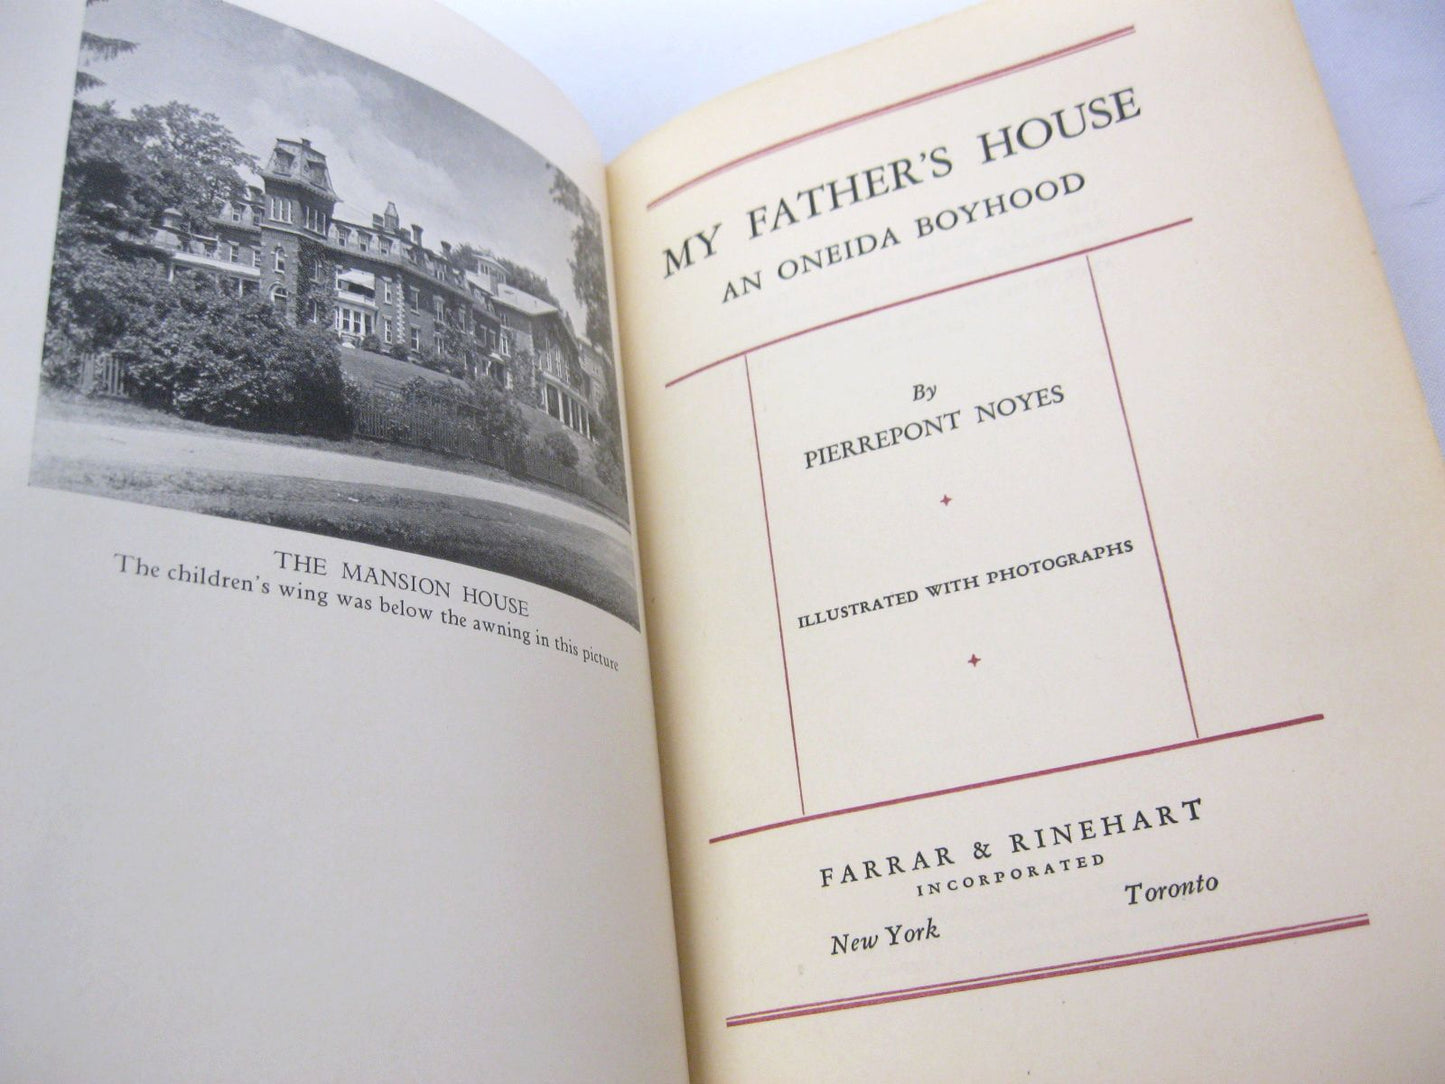 THE MANSION HOUSE
The children's wing was below the awning in this picture
MY FATHER'S HOUSE
AN ONEIDA BOYHOOD
By
PIERREPONT NOYES
ILLUSTRATED WITH PHOTOGRAPHS
FARRAR & RINEHART
INCORPORATED
New York Toronto